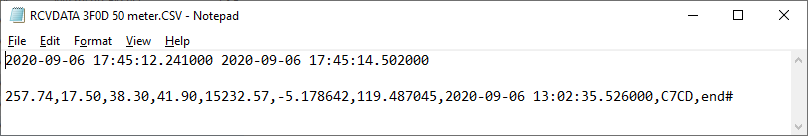 RCVDATA 3F0D 50 meter.CSV - Notepad
File Edit Format View Help
2020-09-06 17:45:12.241000 2020-09-06 17:45:14.502000
257.74,17.50,38.30,41.90,15232.57,-5.178642,119.487045,2020-09-06 13:02:35.526000,C7CD,end#